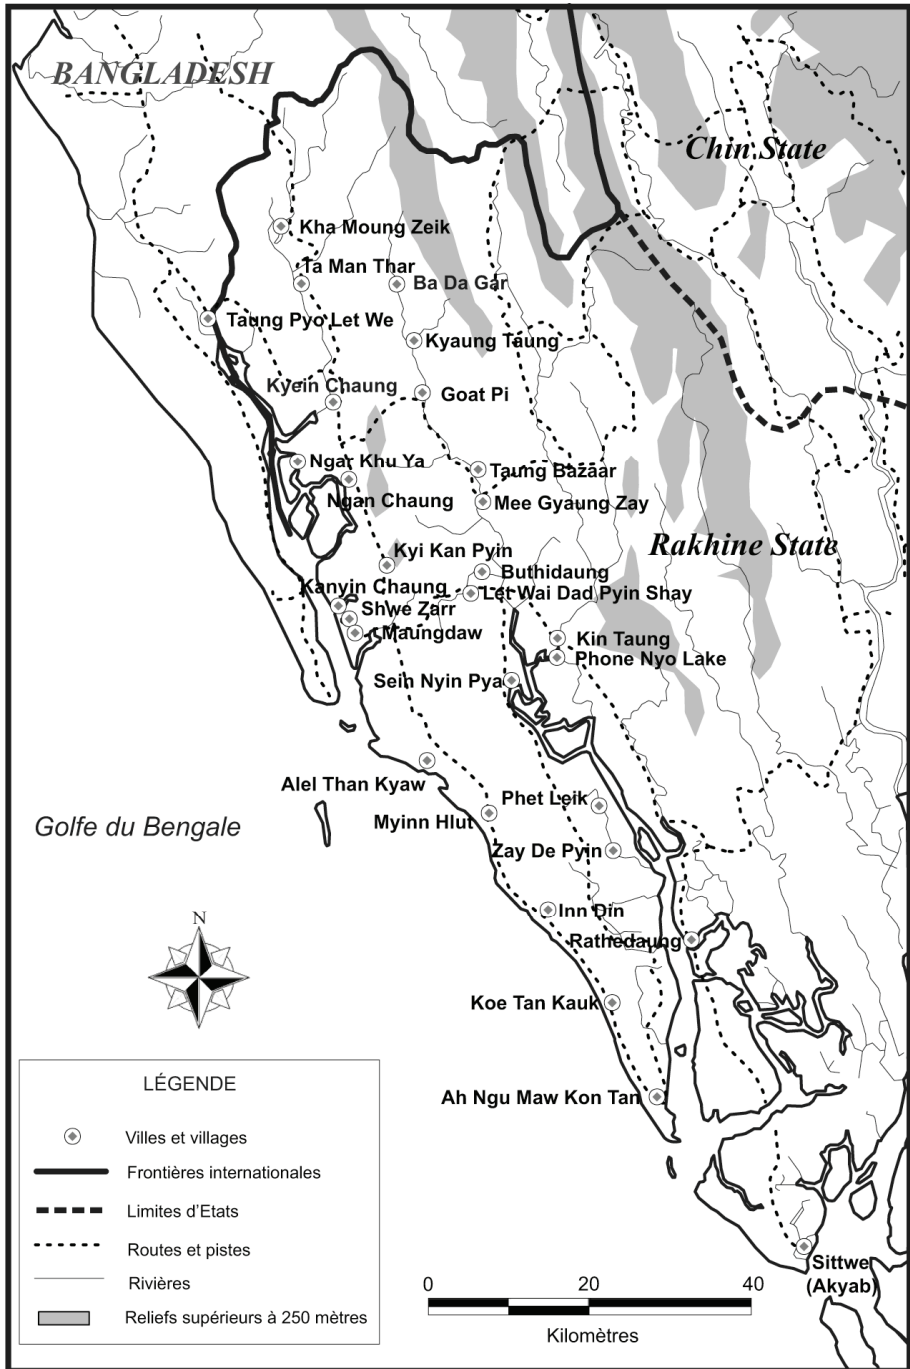 BANGLADESH
Chin State
Kha Moung Zeik
Ta Man Thar
Ba Da Gar
Taung Pyo Let We
Kyaung Taung
Kyein Chaung
Goat Pi
Ngar Khu Ya
Taung Bazaar
Ngan Chaung
Mee Gyaung Zay
Rakhine State
Kyi Kan Pyin
Buthidaung
Kanyin Chaung
Let Wai Dad Pyin Shay
Shwe Zarr
Maungdaw
Kin Taung
Phone Nyo Lake
Sein Nyin Pya
Alel Than Kyaw
Phet Leik
Myinn Hlut
Golfe du Bengale
Zay De Pyin
Inn Din
N
Rathedaung
Koe Tan Kauk
Ah Ngu Maw Kon Tan
LÉGENDE
Villes et villages
Frontières internationales
Limites d'Etats
Routes et pistes
Rivières
Reliefs supérieurs à 250 mètres
Sittwe
(Akyab)
0 20 40
Kilomètres